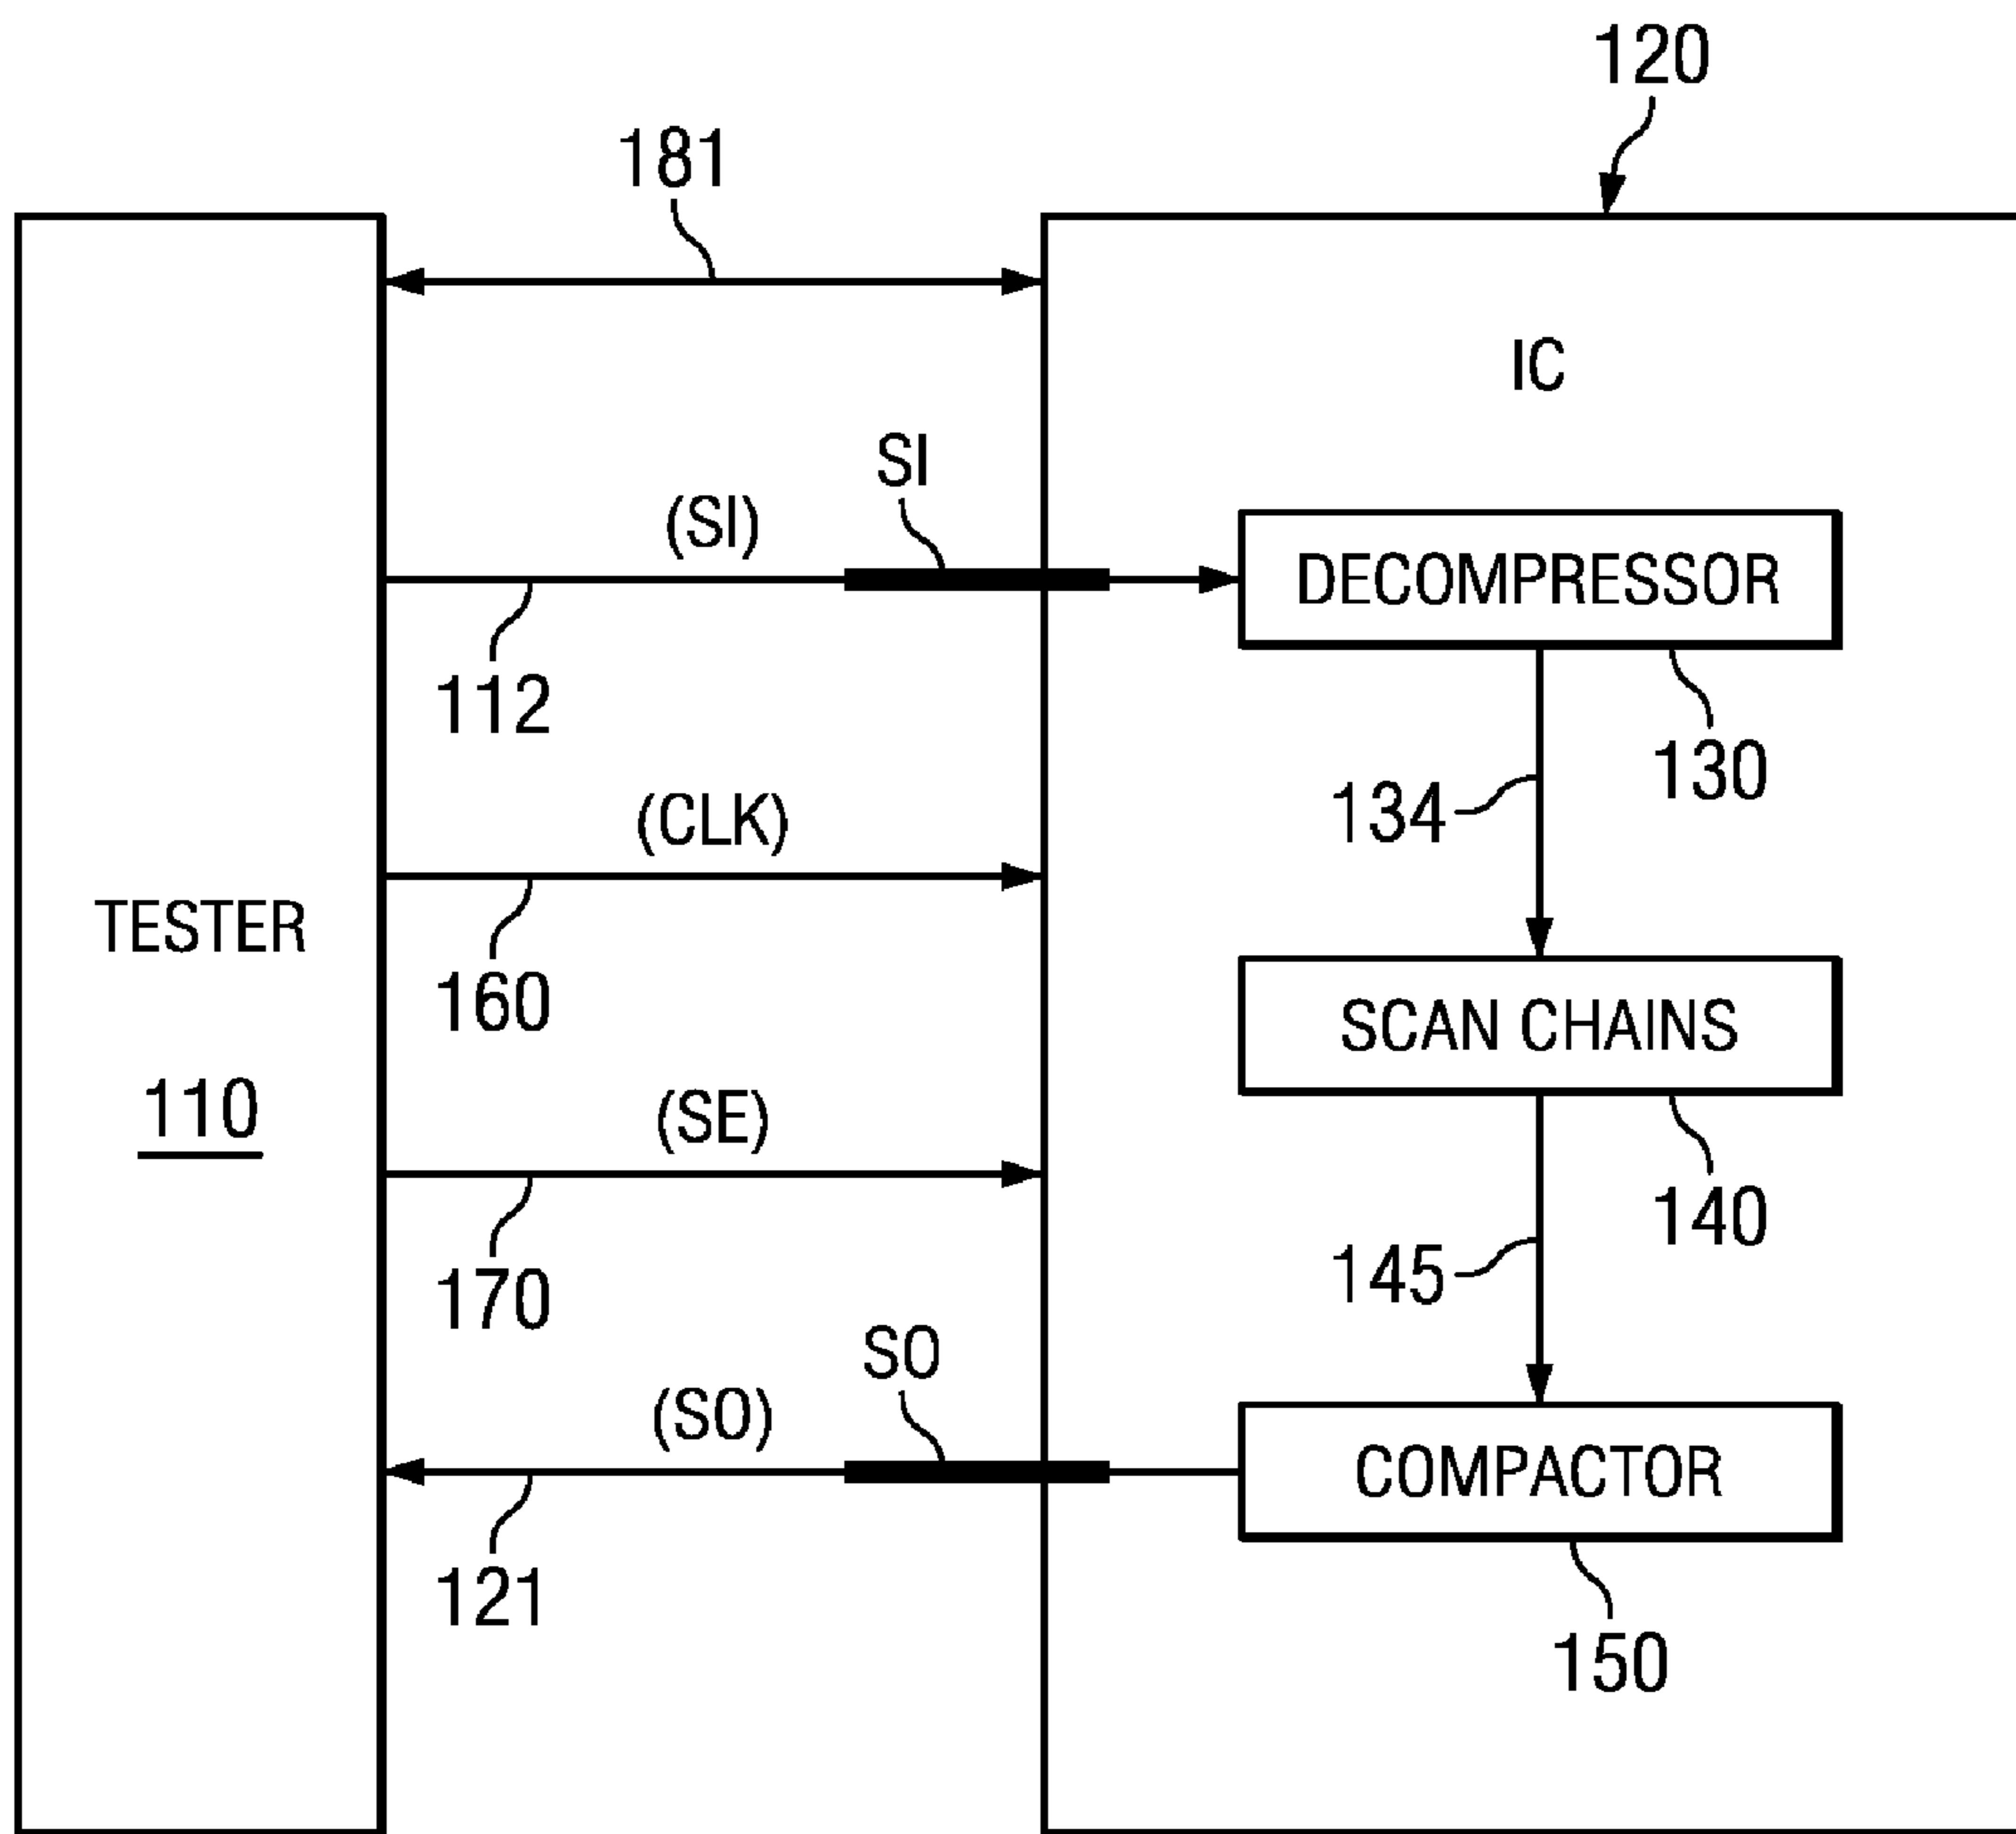 120
181
IC
SI
(SI)
DECOMPRESSOR
112
130
134
(CLK)
TESTER
160
SCAN CHAINS
110
(SE)
140
145
170
SO
(SO)
COMPACTOR
121
150